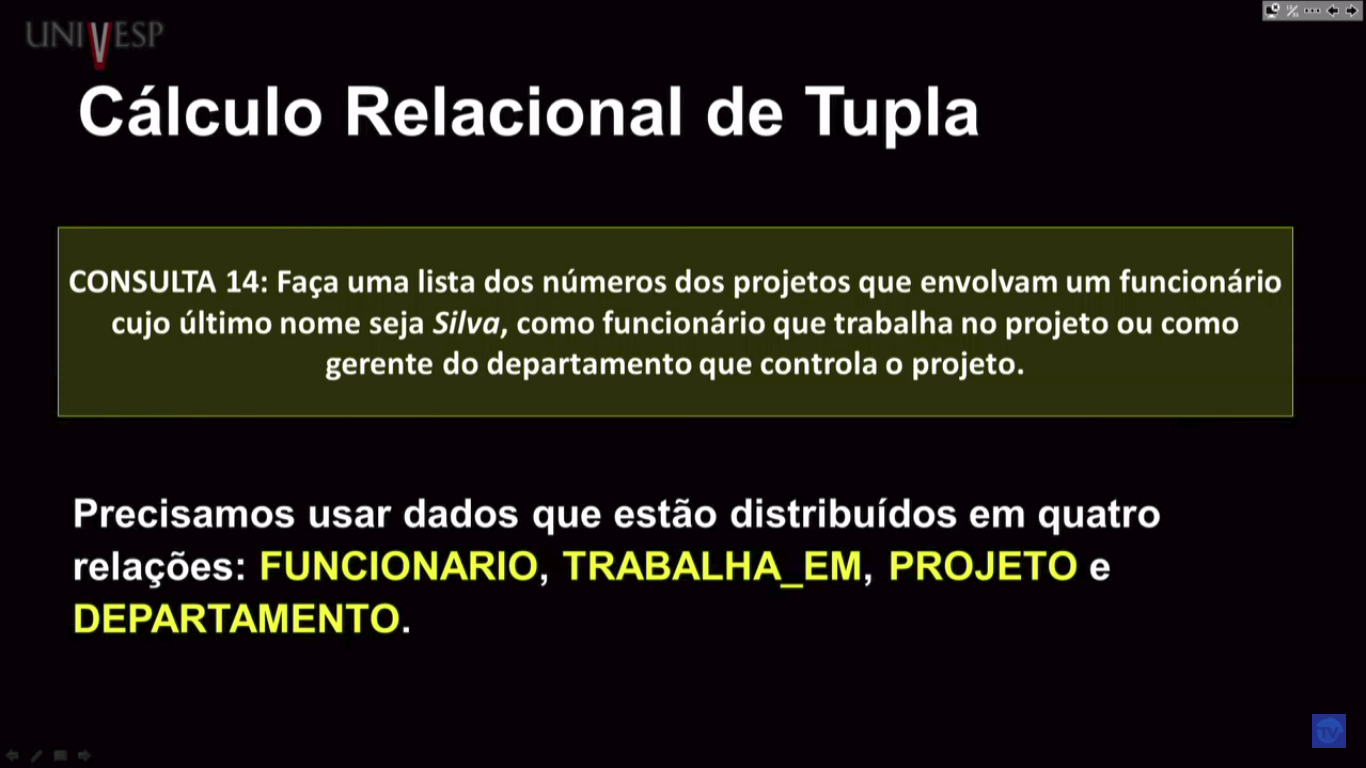 UNIVESP
Cálculo Relacional de Tupla
CONSULTA 14: Faça uma lista dos números dos projetos que envolvam um funcionário
cujo último nome seja Silva, como funcionário que trabalha no projeto ou como
gerente do departamento que controla o projeto.
Precisamos usar dados que estão distribuídos em quatro
relações: FUNCIONARIO, TRABALHA_EM, PROJETO e
DEPARTAMENTO.
TV